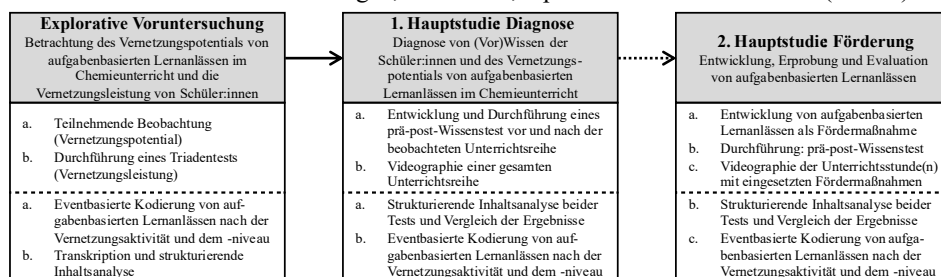 Explorative Voruntersuchung
Betrachtung des Vernetzungspotentials von
aufgabenbasierten Lernanlässen im
Chemieunterricht und die
Vernetzungsleistung von Schüler:innen
a. Teilnehmende Beobachtung
(Vernetzungspotential)
b. Durchführung eines Triadentests
(Vernetzungsleistung)
a. Eventbasierte Kodierung von auf-
gabenbasierten Lernanlässen nach der
Vernetzungsaktivität und dem -niveau
b. Transkription und strukturierende
Inhaltsanalyse
1. Hauptstudie Diagnose
Diagnose von (Vor)Wissen der
Schüler:innen und des Vernetzungs-
potentials von aufgabenbasierten
Lernanlässen im Chemieunterricht
a. Entwicklung und Durchführung eines
prä-post-Wissenstest vor und nach der
beobachteten Unterrichtsreihe
b. Videographie einer gesamten
Unterrichtsreihe
a. Strukturierende Inhaltsanalyse beider
Tests und Vergleich der Ergebnisse
b. Eventbasierte Kodierung von auf-
gabenbasierten Lernanlässen nach der
Vernetzungsaktivität und dem -niveau
2. Hauptstudie Förderung
Entwicklung, Erprobung und Evaluation
von aufgabenbasierten Lernanlässen
a. Entwicklung von aufgabenbasierten
Lernanlässen als Fördermaßnahme
b. Durchführung: prä-post-Wissenstest
c. Videographie der Unterrichtsstunde(n)
mit eingesetzten Fördermaßnahmen
b. Strukturierende Inhaltsanalyse beider
Tests und Vergleich der Ergebnisse
c. Eventbasierte Kodierung von aufga-
benbasierten Lernanlässen nach der
Vernetzungsaktivität und dem -niveau